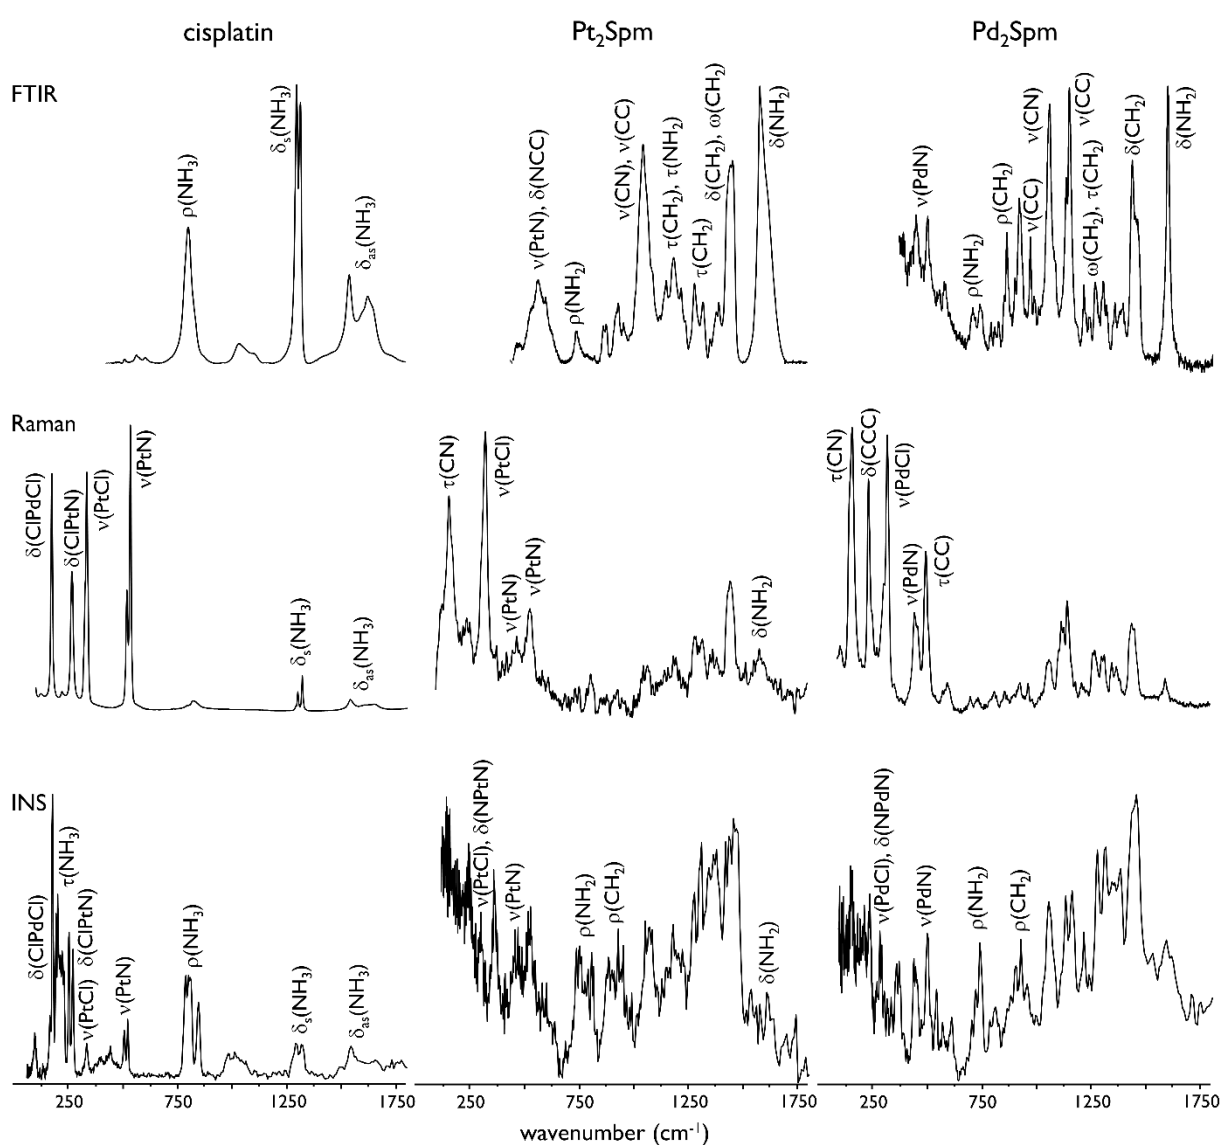 cisplatin Pt₂Spm Pd₂Spm
FTIR
ρ(NH₃)
δₛ(NH₃)
δₐₛ(NH₃)
ν(PtN), δ(NCC)
ρ(NH₂)
ν(CN), ν(CC)
τ(CH₂), τ(NH₂)
τ(CH₂)
δ(CH₂), ω(CH₂)
δ(NH₂)
ν(PdN)
ρ(NH₂)
ρ(CH₂)
ν(CC)
ν(CN)
ν(CC)
ω(CH₂), τ(CH₂)
δ(CH₂)
δ(NH₂)
Raman
δ(ClPdCl)
δ(ClPtN)
ν(PtCl)
ν(PtN)
δₛ(NH₃)
δₐₛ(NH₃)
τ(CN)
ν(PtCl)
ν(PtN)
ν(PtN)
δ(NH₂)
τ(CN)
δ(CCC)
ν(PdCl)
ν(PdN)
τ(CC)
INS
δ(ClPdCl)
τ(NH₃)
ν(PtCl) δ(ClPtN)
ν(PtN)
ρ(NH₃)
δₛ(NH₃)
δₐₛ(NH₃)
ν(PtCl), δ(NPtN)
ν(PtN)
ρ(NH₂)
ρ(CH₂)
δ(NH₂)
ν(PdCl), δ(NPdN)
ν(PdN)
ρ(NH₂)
ρ(CH₂)
250 750 1250 1750 250 750 1250 1750 250 750 1250 1750
wavenumber (cm⁻¹)